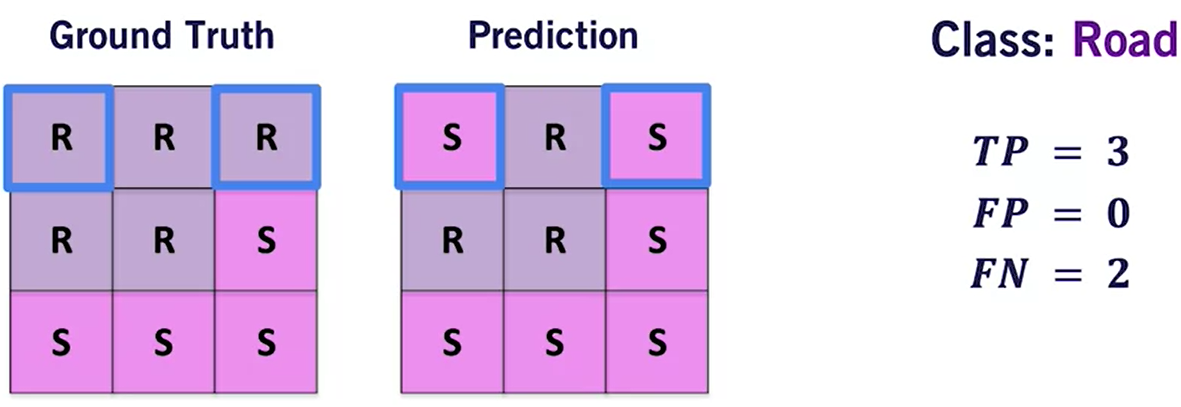 Ground Truth
Prediction
Class: Road
R R R
R R S
S S S
S R S
R R S
S S S
TP = 3
FP = 0
FN = 2